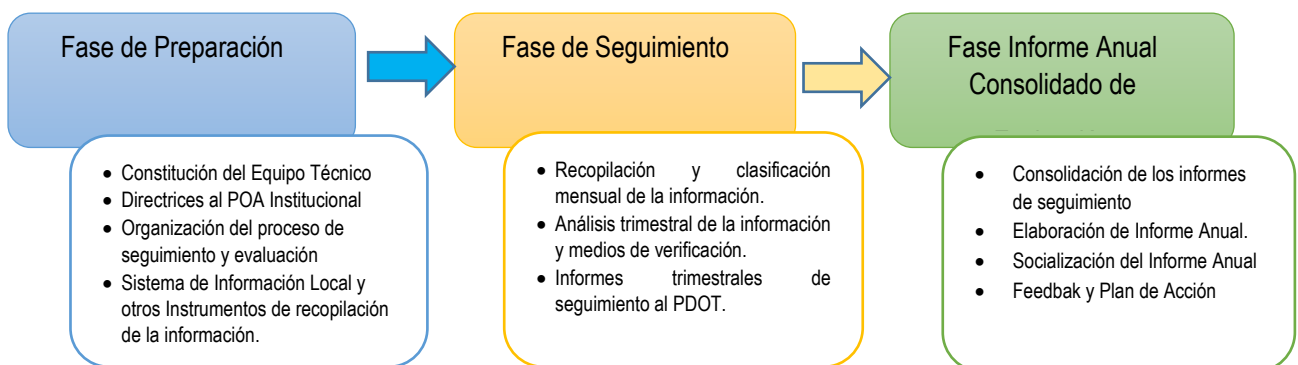 Fase de Preparación
• Constitución del Equipo Técnico
• Directrices al POA Institucional
• Organización del proceso de
seguimiento y evaluación
• Sistema de Información Local y
otros Instrumentos de recopilación
de la información.
Fase de Seguimiento
• Recopilación y clasificación
mensual de la información.
• Análisis trimestral de la información
y medios de verificación.
• Informes trimestrales de
seguimiento al PDOT.
Fase Informe Anual
Consolidado de
• Consolidación de los informes
de seguimiento
• Elaboración de Informe Anual.
• Socialización del Informe Anual
• Feedbak y Plan de Acción